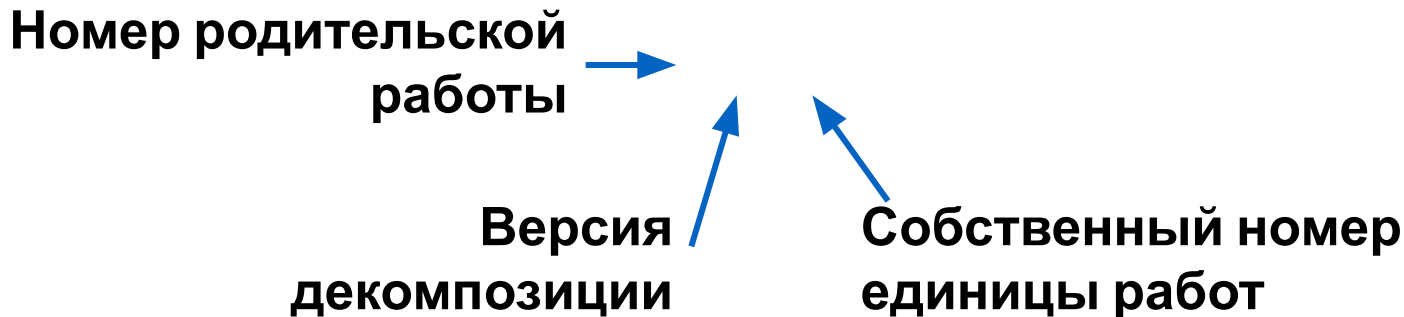 Номер родительской
работы
Версия
декомпозиции
Собственный номер
единицы работ